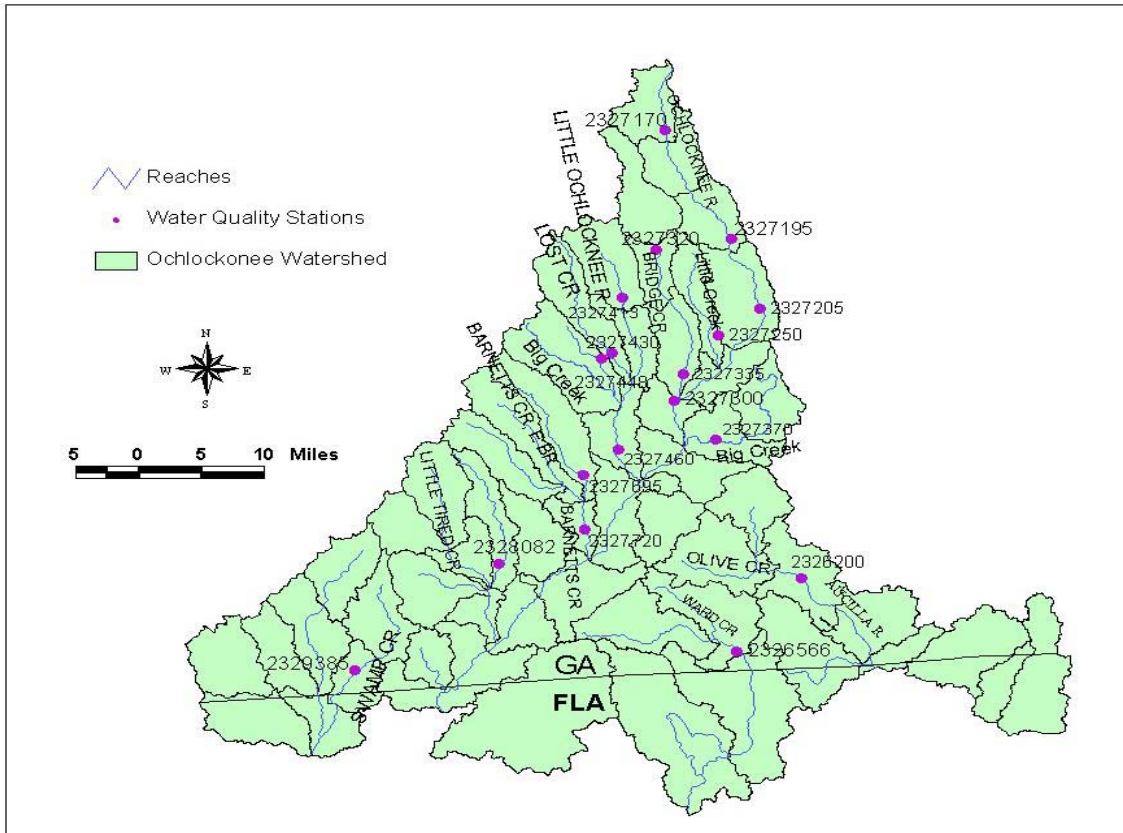 2327170
OCHLOCKNEE R
LITTLE OCHLOCKNEE R
Reaches
Water Quality Stations
Ochlockonee Watershed
LOST CR
2327320
2327195
BRIDGE CR
Little Creek
2327205
2327413
2327250
N
W E
S
BARNETTS CR. E BR
Big Creek
2327430
2327448
2327335
2327300
2327370
Big Creek
5 0 5 10 Miles
2327460
2327695
LITTLE TIRED CR
BARNETTS CR
2327720
2328082
OLIVE CR
2326200
AUCILLA R
WARD CR
2329385
SWAMP CR
2326566
GA
FLA